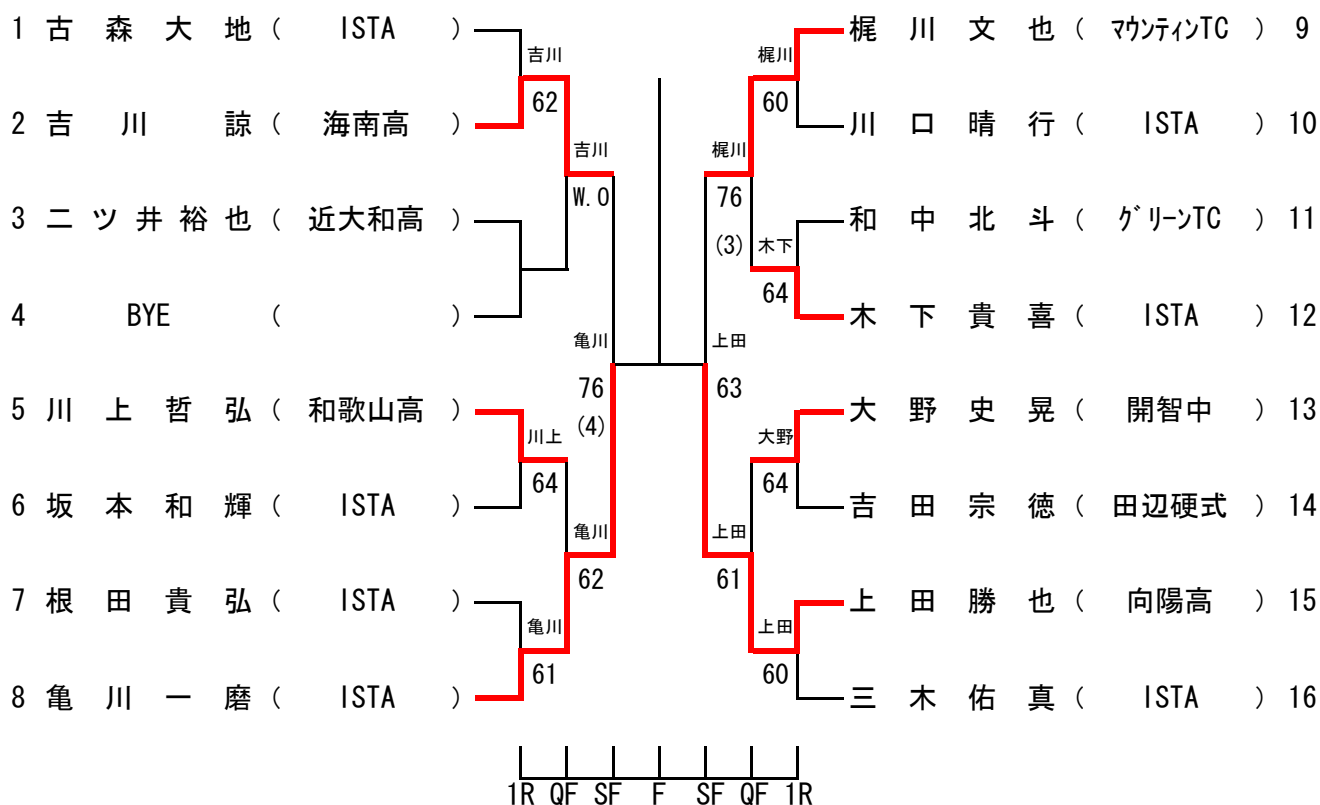 1 古森大地 ( ISTA )
吉川
62
2 吉川 諒 ( 海南高 )
吉川
W.O
3 二ツ井裕也 ( 近大和高 )
4 BYE ( )
亀川
76
(4)
5 川上哲弘 ( 和歌山高 )
川上
64
6 坂本和輝 ( ISTA )
亀川
62
7 根田貴弘 ( ISTA )
亀川
61
8 亀川一磨 ( ISTA )
梶川文也 ( マウンティンTC ) 9
梶川
60
川口晴行 ( ISTA ) 10
梶川
76
(3)
和中北斗 ( グリーンTC ) 11
木下
64
木下貴喜 ( ISTA ) 12
上田
63
大野史晃 ( 開智中 ) 13
大野
64
吉田宗徳 ( 田辺硬式 ) 14
上田
61
上田勝也 ( 向陽高 ) 15
上田
60
三木佑真 ( ISTA ) 16
1R QF SF F SF QF 1R